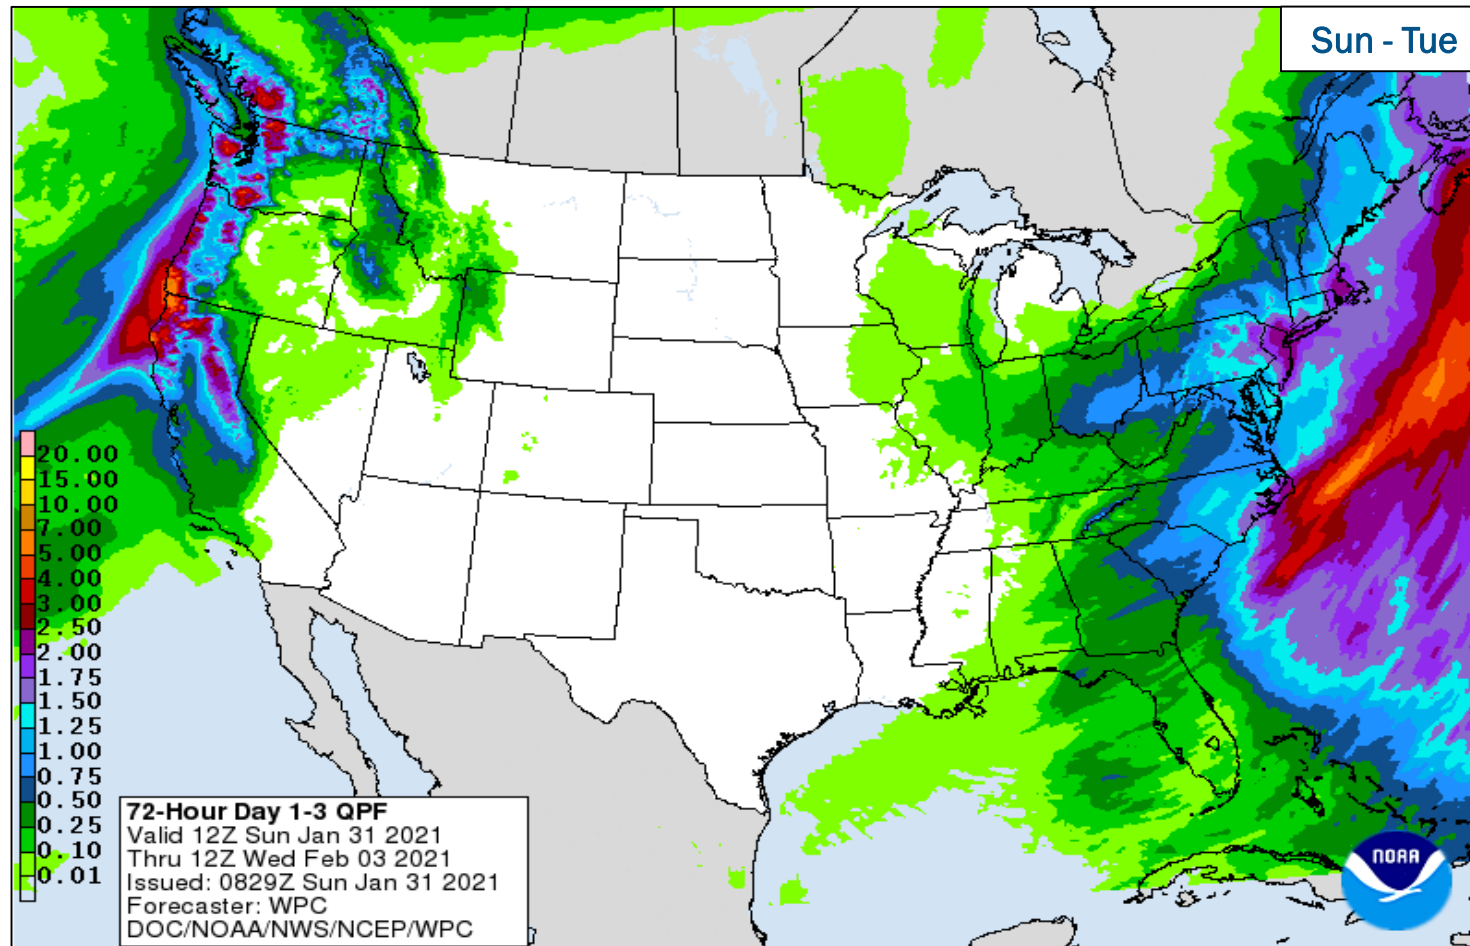 Sun - Tue
20.00
15.00
10.00
7.00
5.00
4.00
3.00
2.50
2.00
1.75
1.50
1.25
1.00
0.75
0.50
0.25
0.10
0.01
72-Hour Day 1-3 QPF
Valid 12Z Sun Jan 31 2021
Thru 12Z Wed Feb 03 2021
Issued: 0829Z Sun Jan 31 2021
Forecaster: WPC
DOC/NOAA/NWS/NCEP/WPC
NOAA